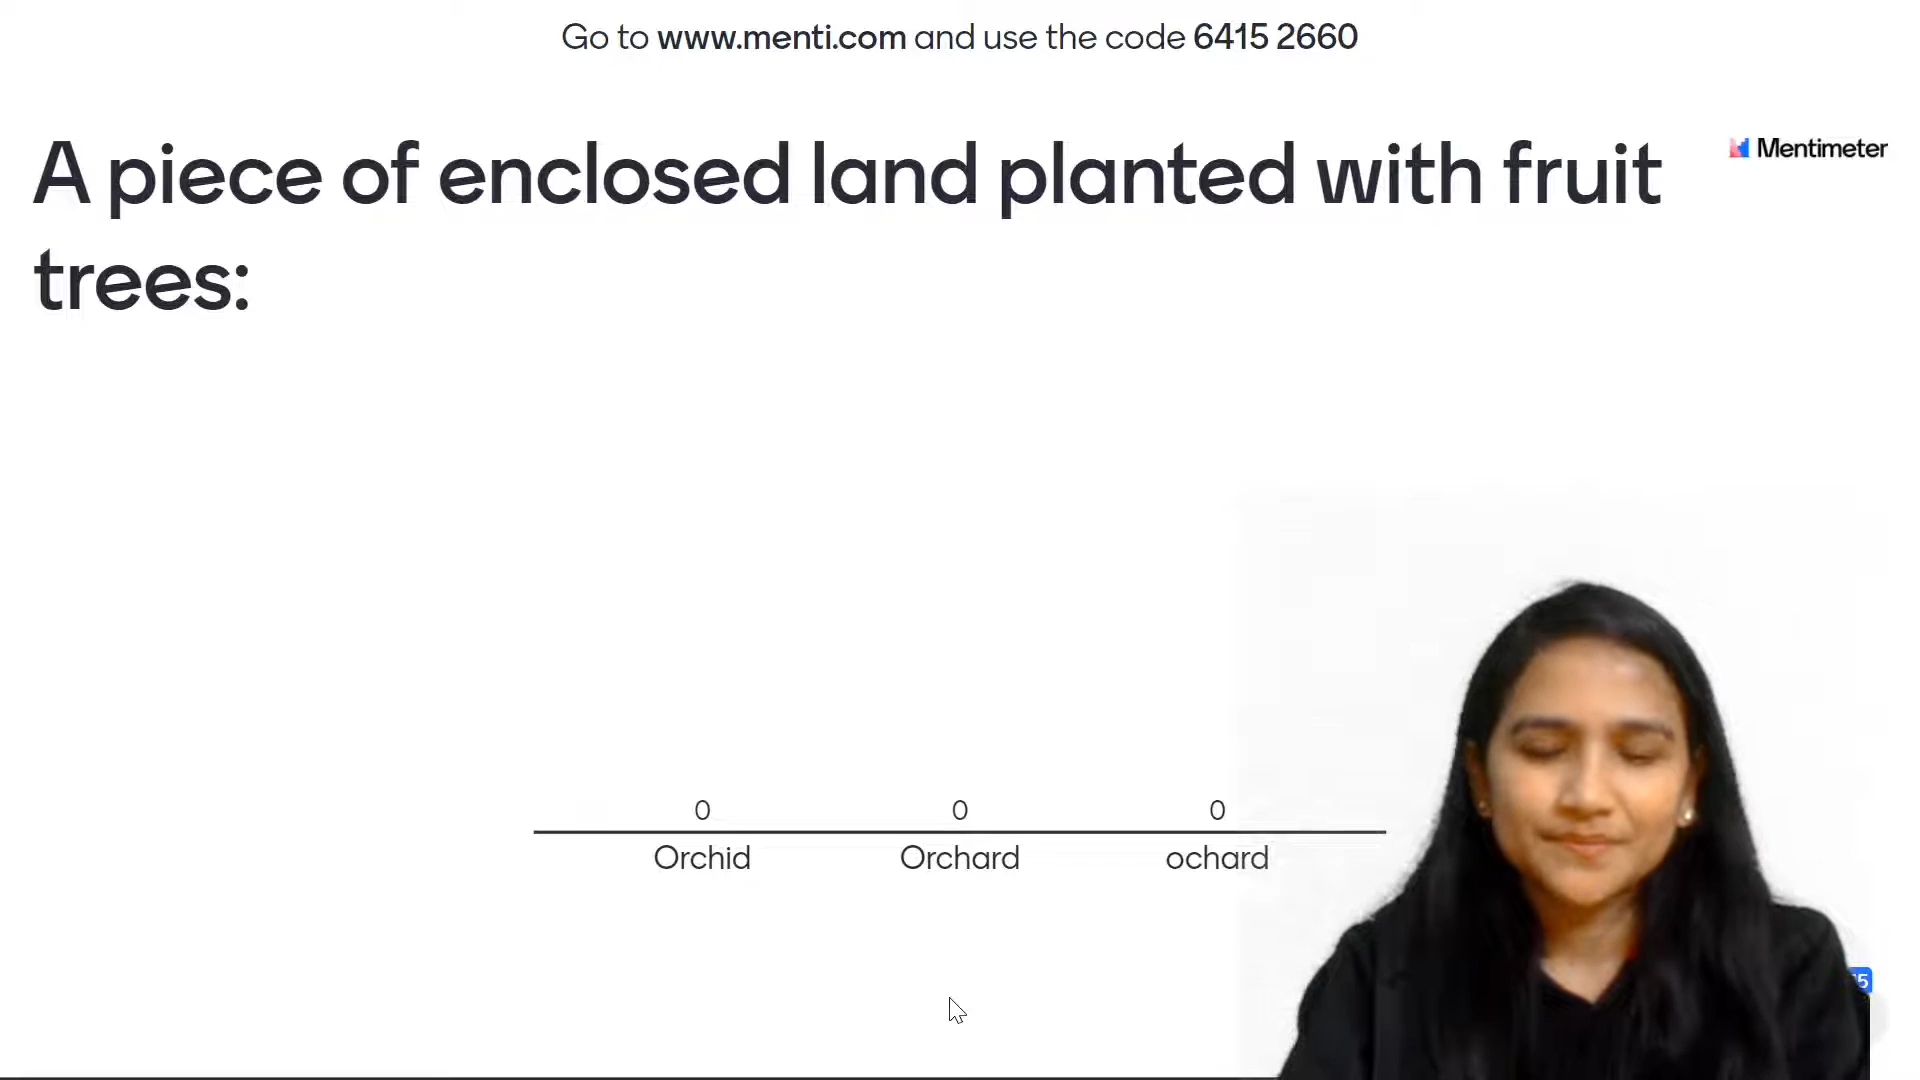 Go to www.menti.com and use the code 6415 2660
Mentimeter
A piece of enclosed land planted with fruit
trees:
0 0 0
Orchid Orchard ochard